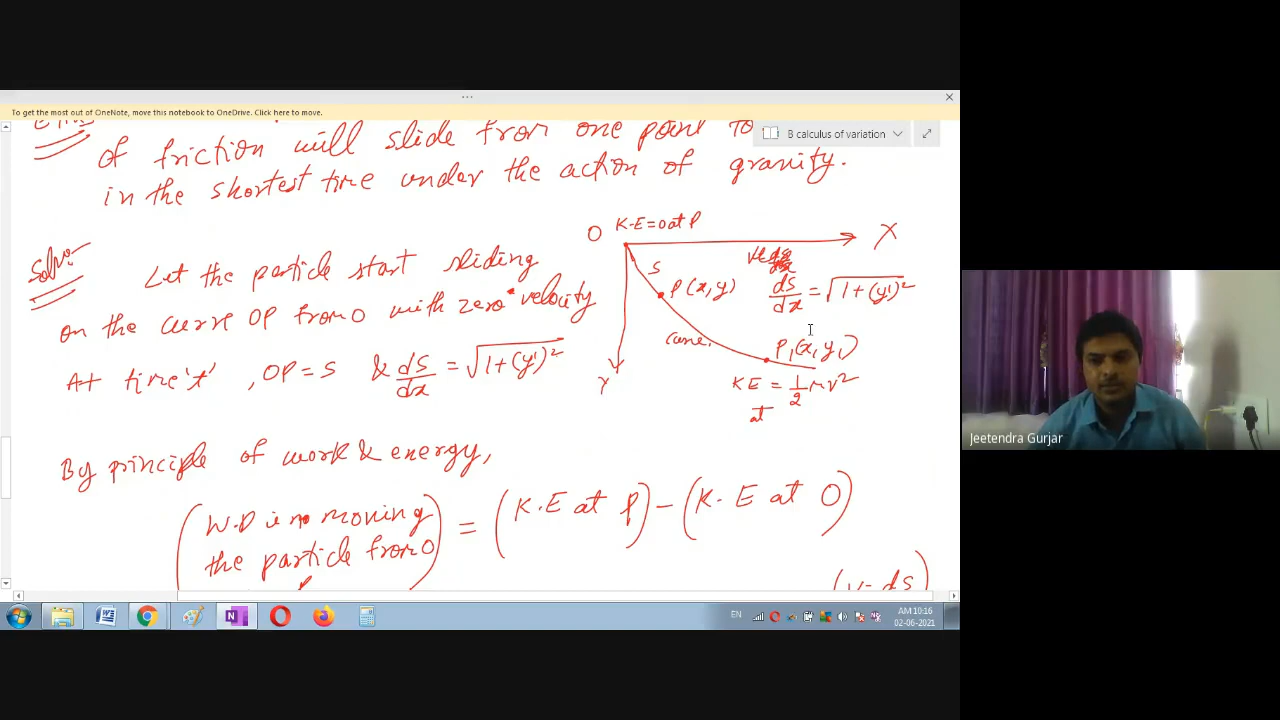 To get the most out of OneNote, move this notebook to OneDrive. Click here to move.
B calculus of variation
of friction will slide from one point to
in the shortest time under the action of gravity.
O K.E=0 at P X
Soln:
Let the particle start sliding
on the curve OP from O with zero velocity
At time 't', OP = S & ds/dx = √1+(y')²
S
P(x,y)
ds/dx = √1+(y')²
curve.
P₁(x,y,)
Y
KE = 1/2 mv²
at
By principle of work & energy,
(W.D in moving the particle from O = (K.E at P) - (K.E at O)
(v = ds
EN
AM 10:16
02-06-2021
Jeetendra Gurjar